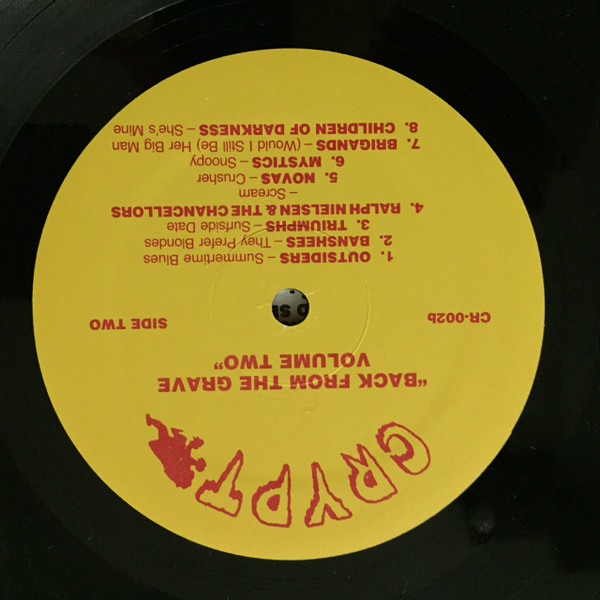 CRYPT
"BACK FROM THE GRAVE
VOLUME TWO"
CR-002b
SIDE TWO
1. OUTSIDERS – Summertime Blues
2. BANSHEES – They Prefer Blondes
3. TRIUMPHS – Surfside Date
4. RALPH NIELSEN & THE CHANCELLORS
– Scream
5. NOVAS – Crusher
6. MYSTICS – Snoopy
7. BRIGANDS – (Would I Still Be) Her Big Man
8. CHILDREN OF DARKNESS – She's Mine